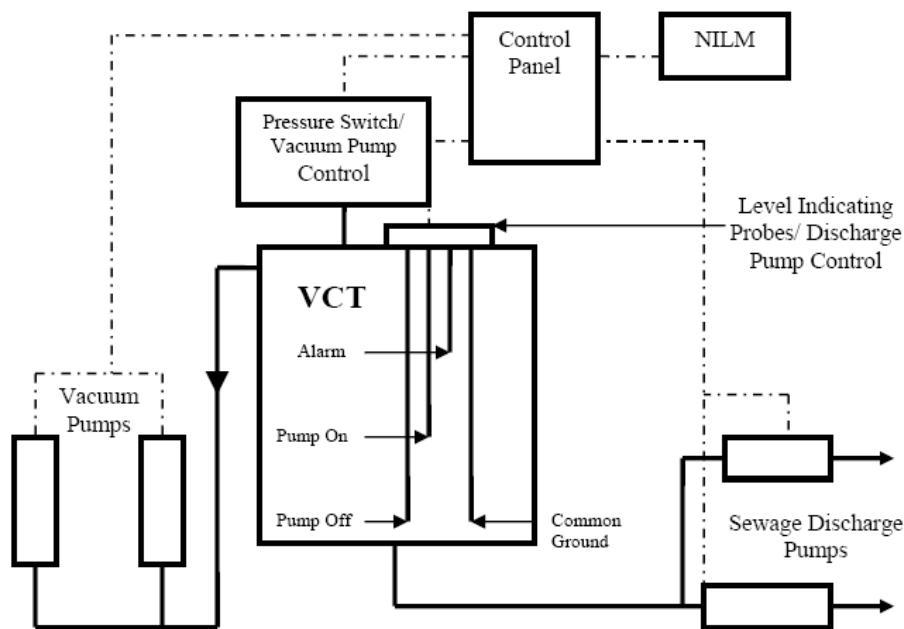 Control
Panel
NILM
Pressure Switch/
Vacuum Pump
Control
Level Indicating
Probes/ Discharge
Pump Control
VCT
Alarm
Vacuum
Pumps
Pump On
Pump Off
Common
Ground
Sewage Discharge
Pumps